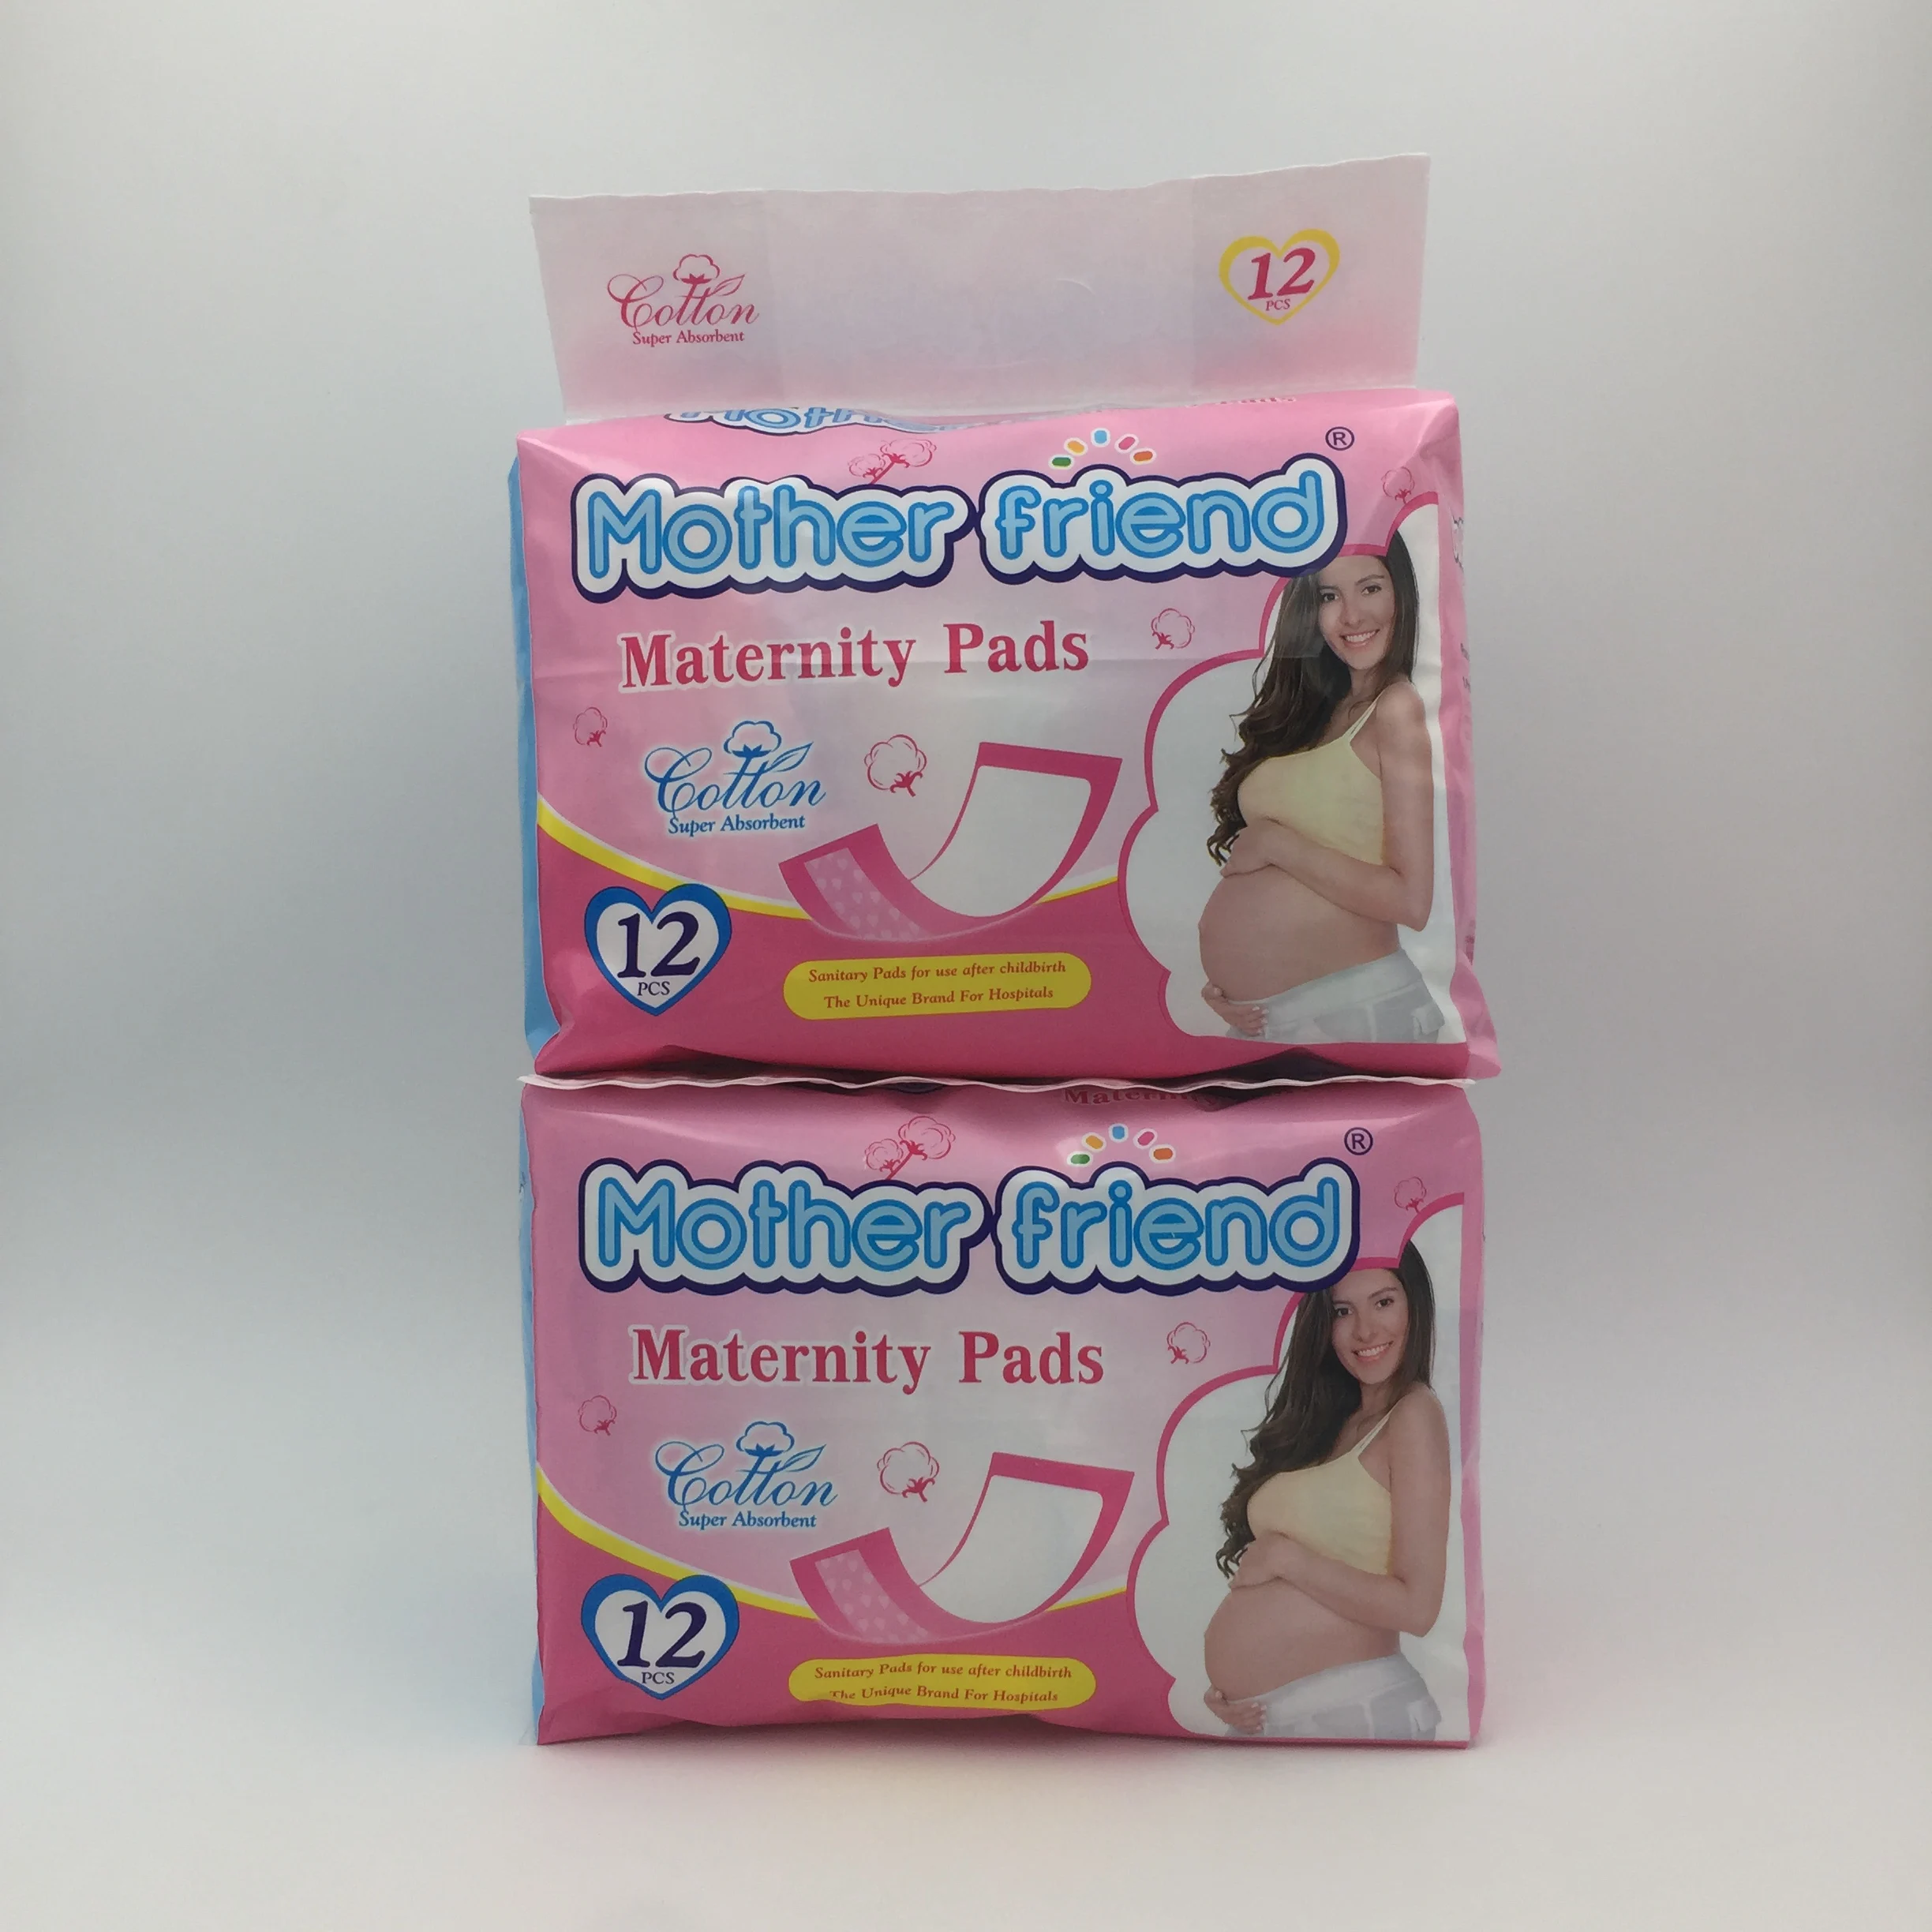 Cotton
Super Absorbent
12
PCS
Mother friend ®
Maternity Pads
Cotton
Super Absorbent
12
PCS
Sanitary Pads for use after childbirth
The Unique Brand For Hospitals
Mother friend ®
Maternity Pads
Cotton
Super Absorbent
12
PCS
Sanitary Pads for use after childbirth
The Unique Brand For Hospitals